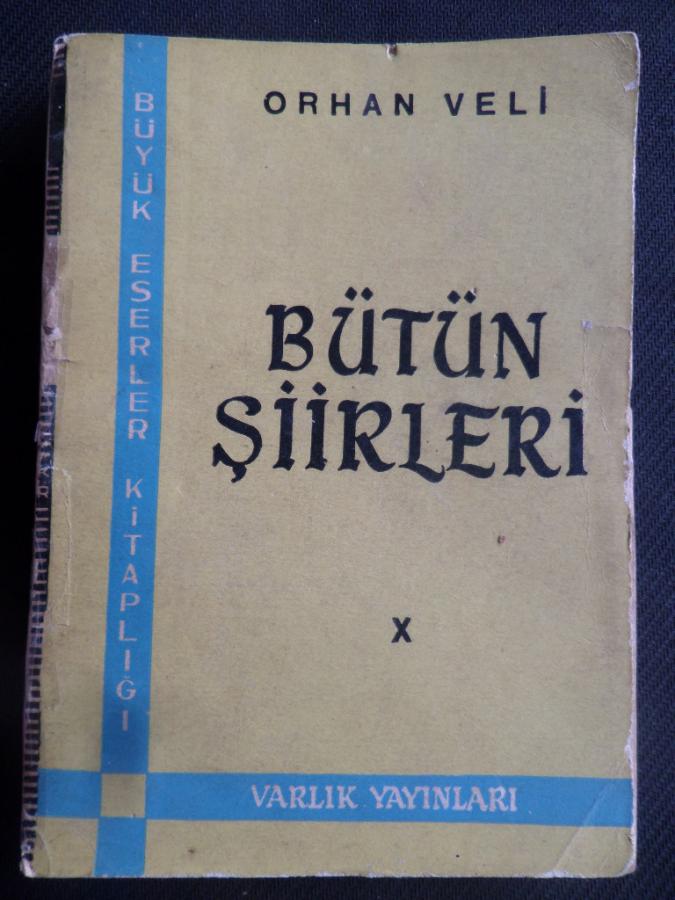 ORHAN VELİ
BÜYÜK ESERLER KİTAPLIĞI
BÜTÜN
ŞİİRLERİ
X
VARLIK YAYINLARI